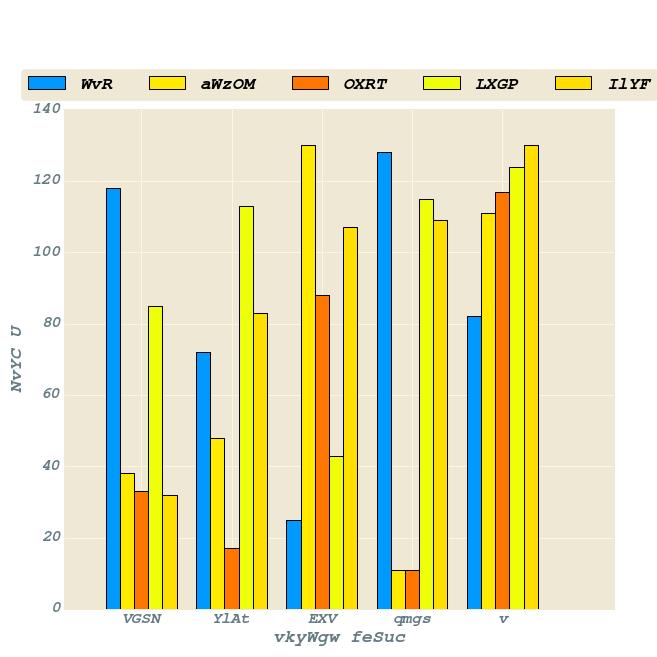 WvR aWzOM OXRT LXGP IlYF
140
120
100
80
60
40
20
0
NvYC U
VGSN YlAt EXV qmgs v
vkyWgw feSuc